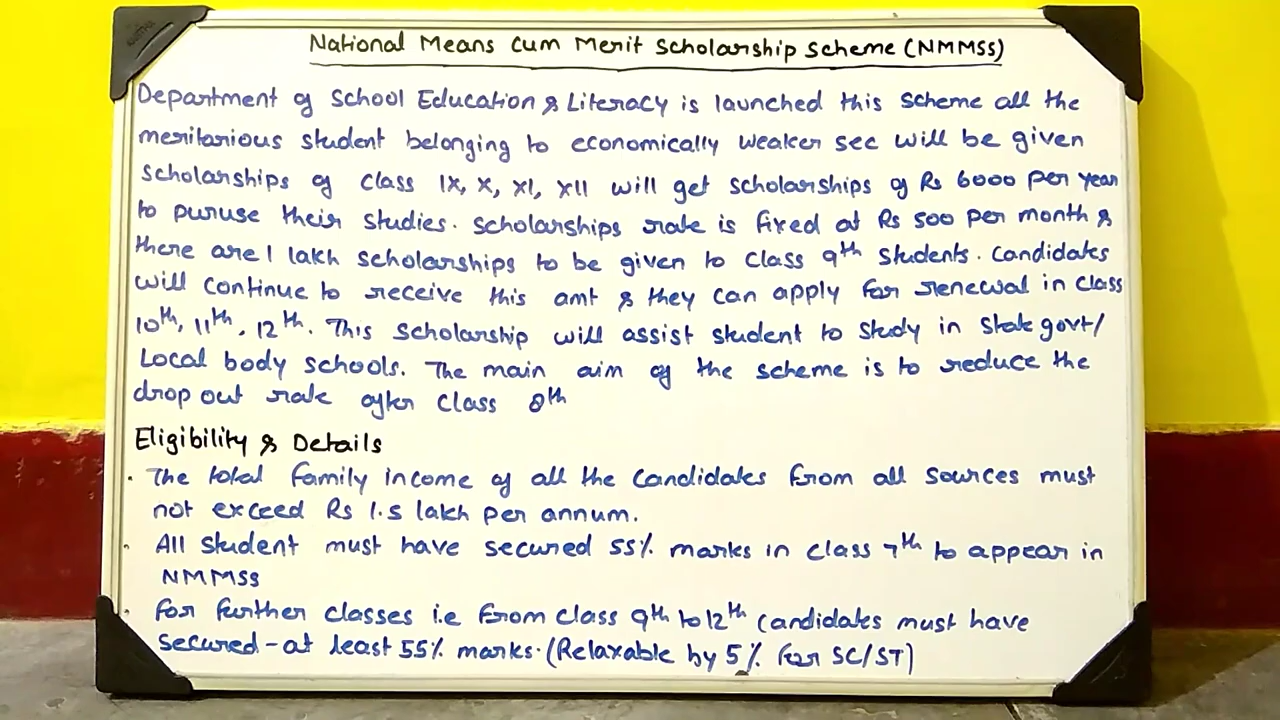 National Means Cum Merit Scholarship Scheme (NMMSS)
Department of School Education & Literacy is launched this scheme all the
meritarious student belonging to economically weaker sec will be given
scholarships of class IX, X, XI, XII will get scholarships of Rs 6000 per year
to puruse their studies. Scholarships rate is fixed at Rs 500 per month &
there are 1 lakh scholarships to be given to class 9th students. Candidates
will continue to receive this amt & they can apply for renewal in class
10th, 11th, 12th. This scholarship will assist student to study in state govt/
Local body schools. The main aim of the scheme is to reduce the
drop out rate after class 8th
Eligibility & Details
. The total family income of all the candidates from all sources must
not exceed Rs 1.5 lakh per annum.
. All student must have secured 55% marks in class 7th to appear in
NMMSS
. For further classes i.e from class 9th to 12th candidates must have
secured - at least 55% marks. (Relaxable by 5% for SC/ST)